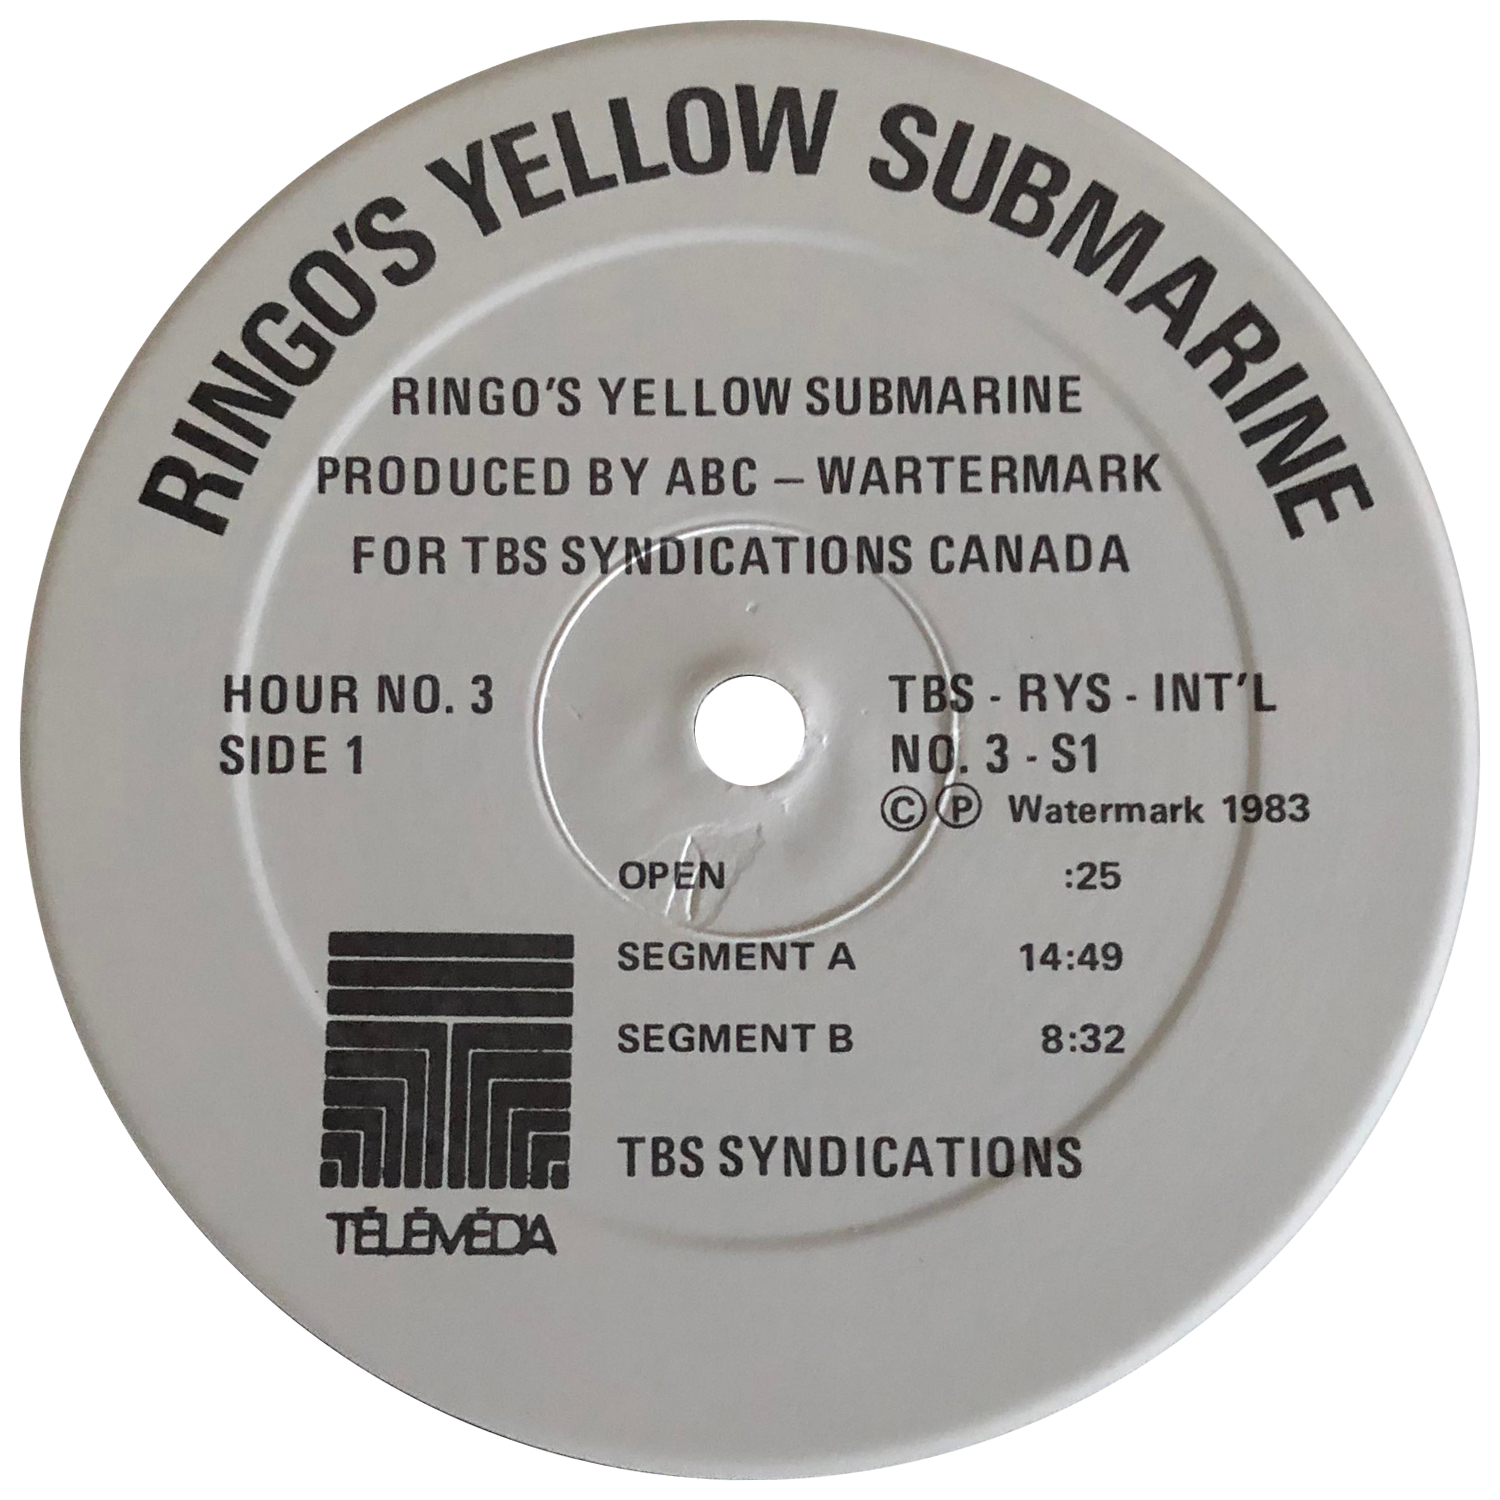 RINGO'S YELLOW SUBMARINE
RINGO'S YELLOW SUBMARINE
PRODUCED BY ABC – WARTERMARK
FOR TBS SYNDICATIONS CANADA
HOUR NO. 3
SIDE 1
TBS - RYS - INT'L
NO. 3 - S1
©℗ Watermark 1983
OPEN :25
SEGMENT A 14:49
SEGMENT B 8:32
TBS SYNDICATIONS
TÉLÉMÉDIA